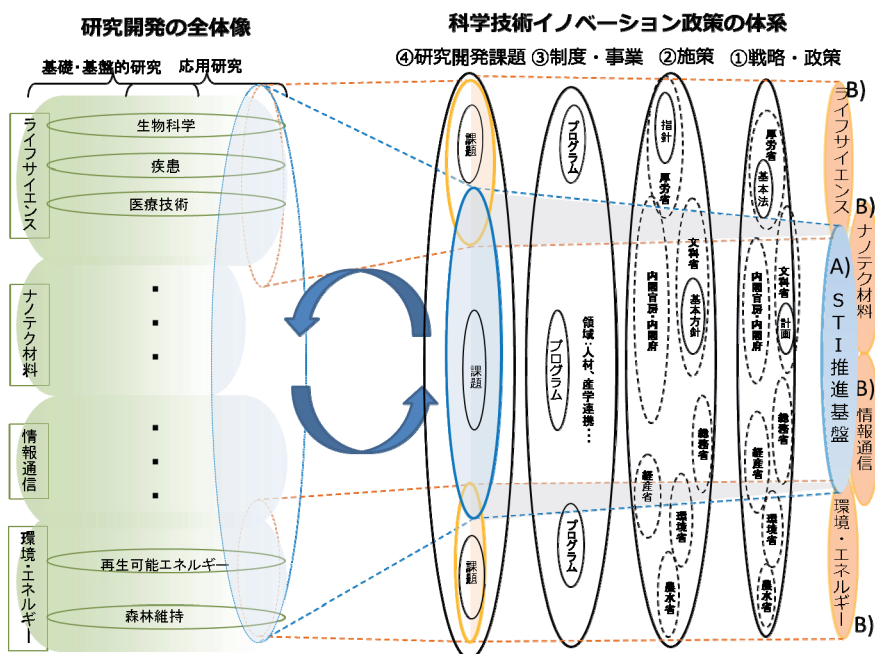 研究開発の全体像
基礎・基盤的研究
応用研究
ライフサイエンス
生物科学
疾患
医療技術
ナノテク材料
情報通信
環境・エネルギー
再生可能エネルギー
森林維持
科学技術イノベーション政策の体系
④研究開発課題
③制度・事業
②施策
①戦略・政策
課題
課題
課題
プログラム
プログラム
領域・人材、産学連携・・・
プログラム
指針
厚労省
文科省
基本方針
内閣官房・内閣府
総務省
経産省
環境省
農水省
厚労省
基本法
文科省
計画
内閣官房・内閣府
総務省
経産省
環境省
農水省
B)
ライフサイエンス
B)
ナノテク材料
A)
STI推進基盤
B)
情報通信
環境・エネルギー
B)